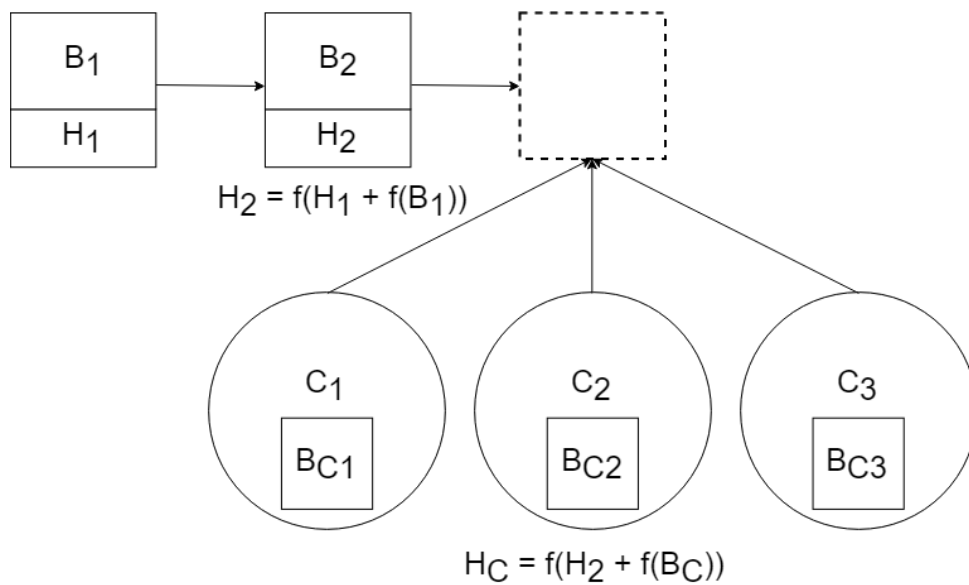 B1
B2
H1
H2
H2 = f(H1 + f(B1))
C1
C2
C3
BC1
BC2
BC3
HC = f(H2 + f(BC))